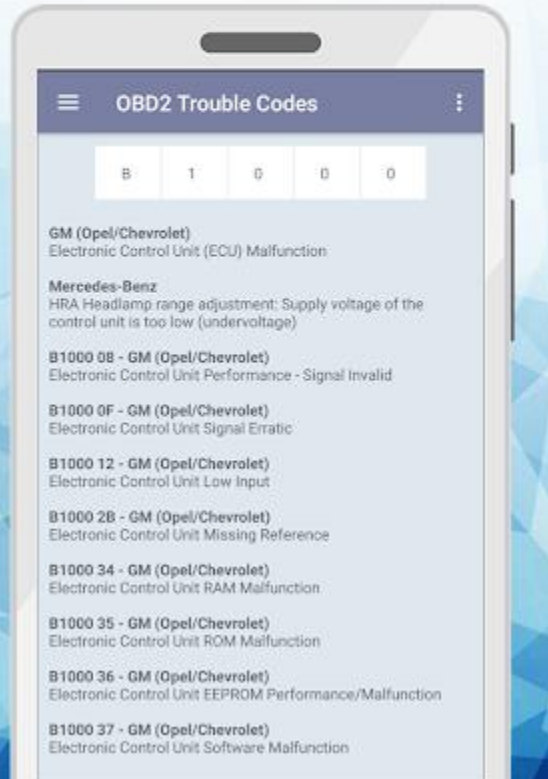 OBD2 Trouble Codes
B 1 0 0 0
GM (Opel/Chevrolet)
Electronic Control Unit (ECU) Malfunction
Mercedes-Benz
HRA Headlamp range adjustment: Supply voltage of the
control unit is too low (undervoltage)
B1000 08 - GM (Opel/Chevrolet)
Electronic Control Unit Performance - Signal Invalid
B1000 0F - GM (Opel/Chevrolet)
Electronic Control Unit Signal Erratic
B1000 12 - GM (Opel/Chevrolet)
Electronic Control Unit Low Input
B1000 2B - GM (Opel/Chevrolet)
Electronic Control Unit Missing Reference
B1000 34 - GM (Opel/Chevrolet)
Electronic Control Unit RAM Malfunction
B1000 35 - GM (Opel/Chevrolet)
Electronic Control Unit ROM Malfunction
B1000 36 - GM (Opel/Chevrolet)
Electronic Control Unit EEPROM Performance/Malfunction
B1000 37 - GM (Opel/Chevrolet)
Electronic Control Unit Software Malfunction